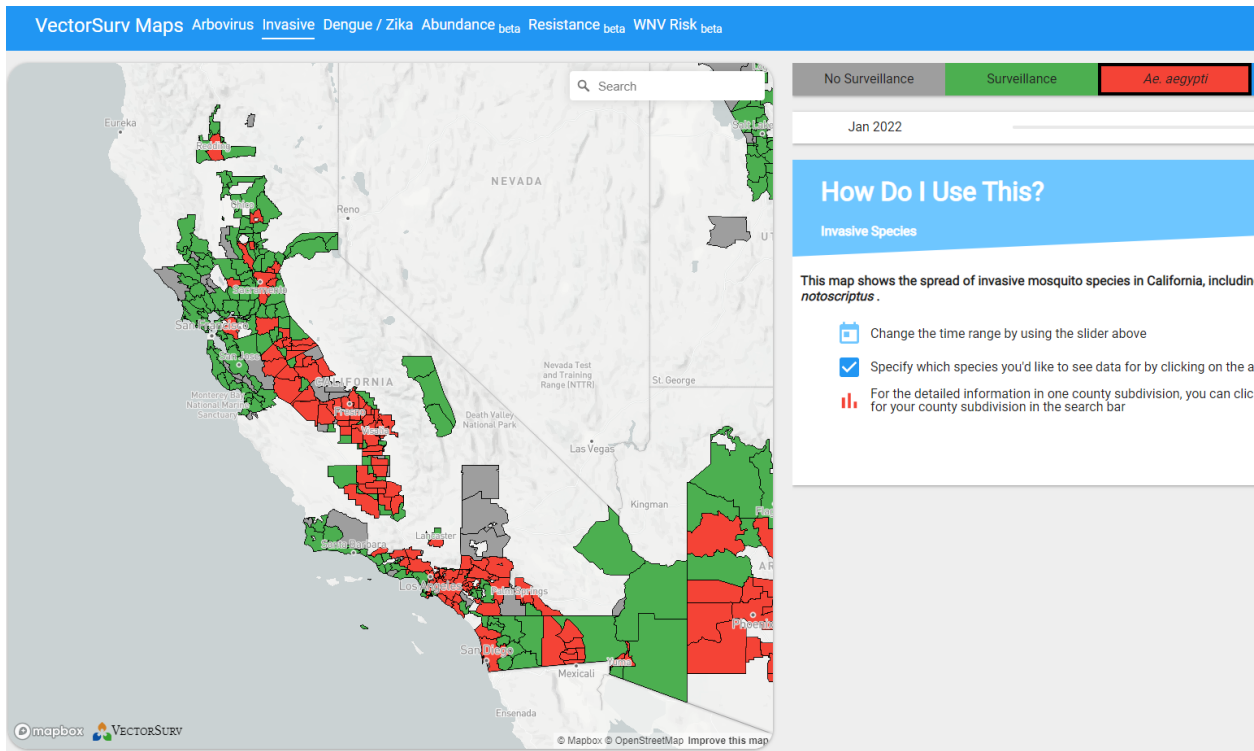 VectorSurv Maps Arbovirus Invasive Dengue / Zika Abundance beta Resistance beta WNV Risk beta
Search
No Surveillance Surveillance Ae. aegypti
Jan 2022
How Do I Use This?
Invasive Species
This map shows the spread of invasive mosquito species in California, includin
notoscriptus .
Change the time range by using the slider above
Specify which species you'd like to see data for by clicking on the a
For the detailed information in one county subdivision, you can clic
for your county subdivision in the search bar
Eureka
Redding
Salt Lake
NEVADA
Chico
Reno
UT
Sacramento
San Francisco
San Jose
Nevada Test
and Training
Range (NTTR)
St. George
CALIFORNIA
Monterey Bay
National Marine
Sanctuary
Fresno
Death Valley
National Park
Visalia
Las Vegas
Kingman
Flag
Lancaster
Santa Barbara
AR
Los Angeles
Palm Springs
Phoenix
San Diego
Yuma
Mexicali
Ensenada
mapbox VECTORSURV
© Mapbox © OpenStreetMap Improve this map